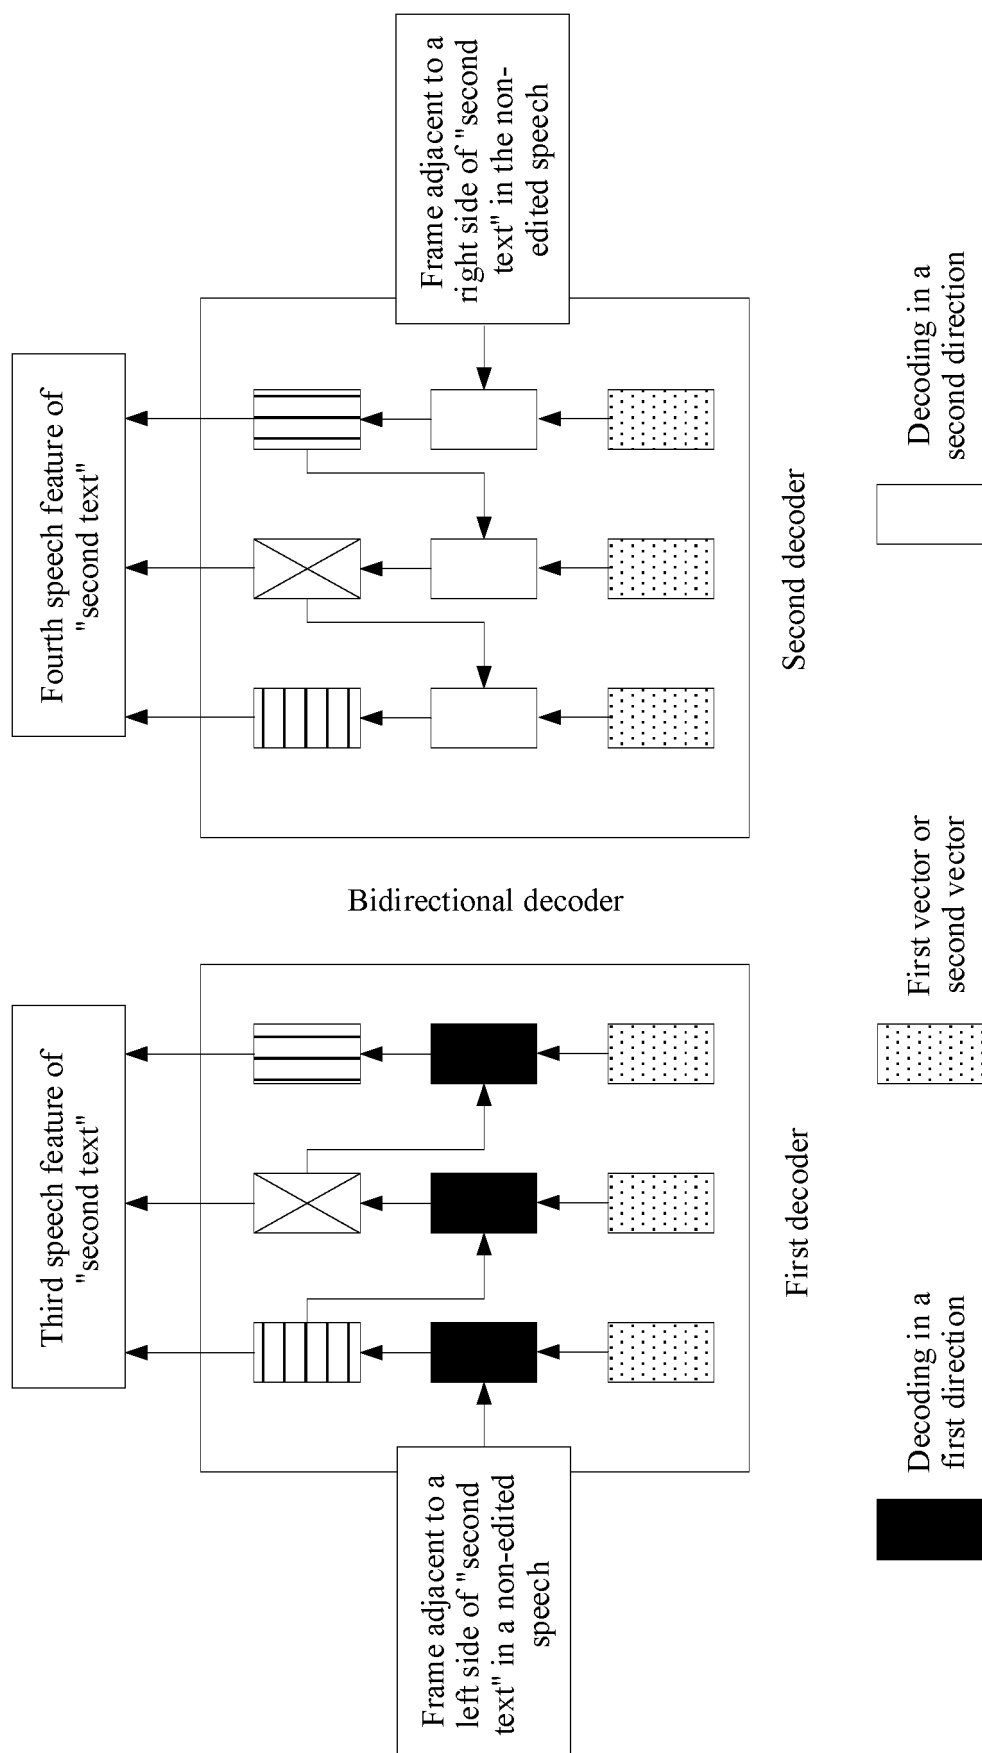 Third speech feature of
"second text"
Fourth speech feature of
"second text"
Frame adjacent to a
left side of "second
text" in a non-edited
speech
Bidirectional decoder
Frame adjacent to a
right side of "second
text" in the non-
edited speech
First decoder
Second decoder
Decoding in a
first direction
First vector or
second vector
Decoding in a
second direction